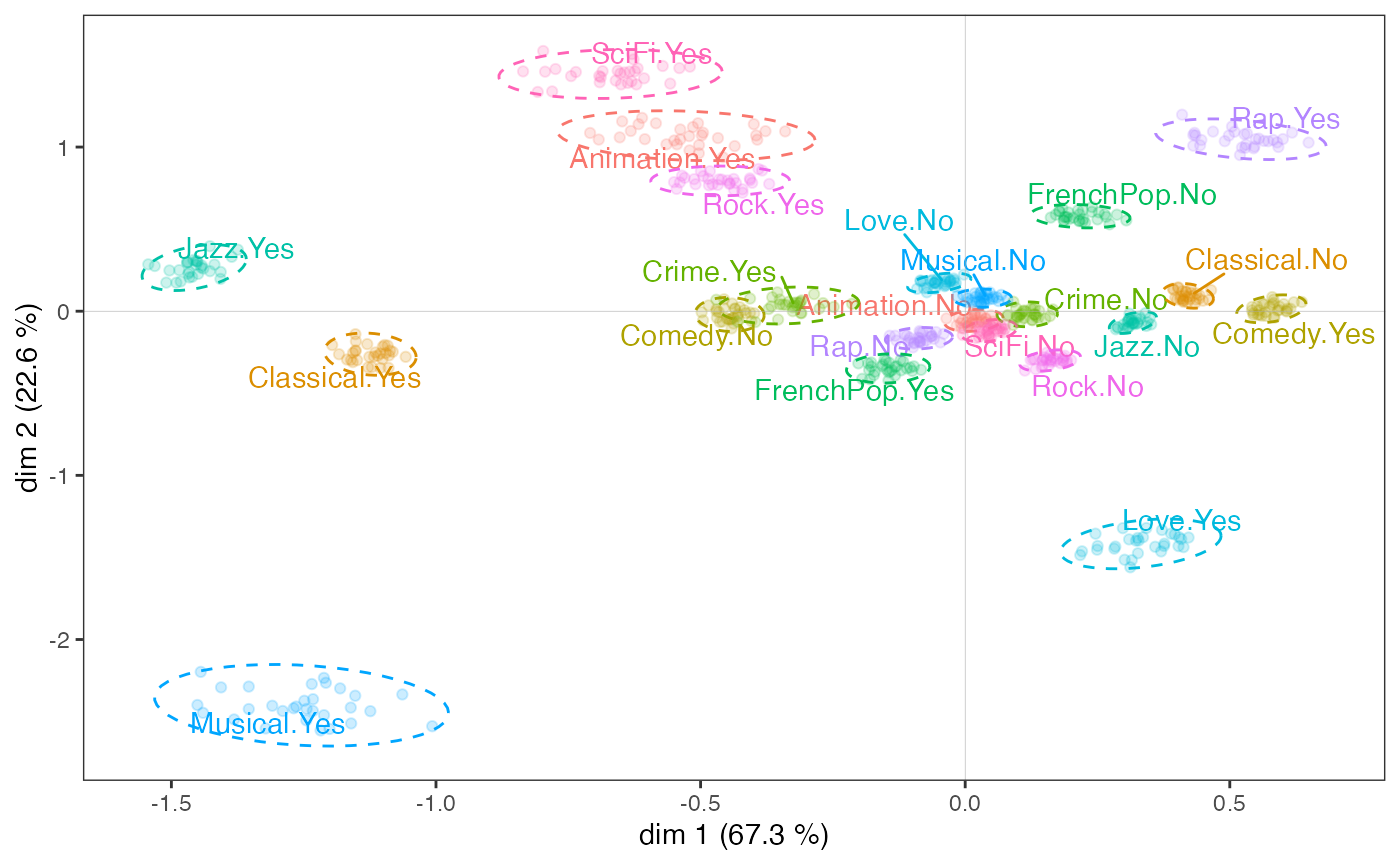 SciFi.Yes
Rap.Yes
Animation.Yes
Rock.Yes
FrenchPop.No
Love.No
Jazz.Yes
Musical.No
Classical.No
Crime.Yes
Crime.No
Animation.No
Comedy.No
Comedy.Yes
Rap.No
SciFi.No
Jazz.No
Classical.Yes
Rock.No
FrenchPop.Yes
Love.Yes
Musical.Yes
1
0
-1
-2
dim 2 (22.6 %)
-1.5 -1.0 -0.5 0.0 0.5
dim 1 (67.3 %)